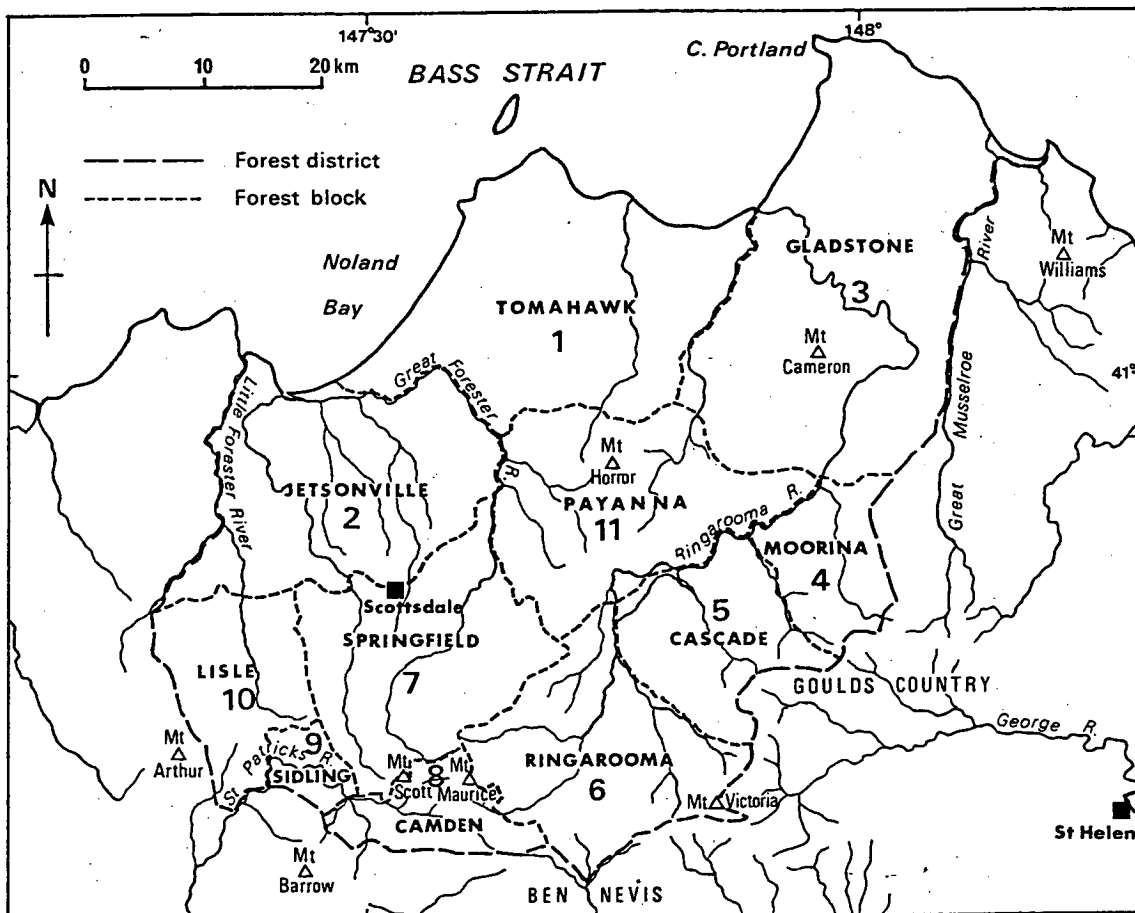 147°30'
148°
0 10 20 km
BASS STRAIT
C. Portland
Forest district
Forest block
N
Noland
Bay
TOMAHAWK
1
GLADSTONE
3
Mt
Cameron
River
Mt
Williams
41°
Great
Musselroe
Great Forester
R.
Little Forester River
JETSONVILLE
2
Mt
Horror
PAYANNA
11
Ringarooma R.
MOORINA
4
5
CASCADE
Scottsdale
SPRINGFIELD
7
LISLE
10
GOULDS COUNTRY
George R.
Mt
Arthur
St Patricks R.
9
SIDLING
Mt
Scott
8
Mt
Maurice
RINGAROOMA
6
Mt Victoria
CAMDEN
St Helen
Mt
Barrow
BEN NEVIS